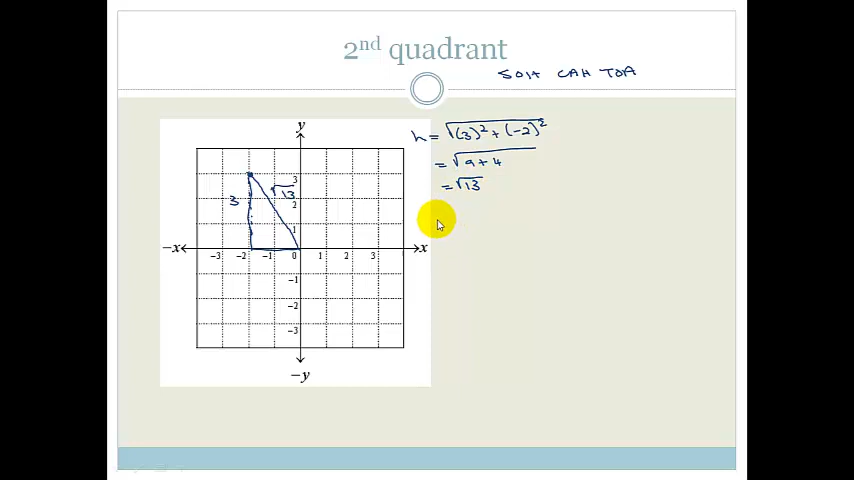 2nd quadrant
SOH CAH TOA
y
h = √(3)² + (-2)²
= √9 + 4
= √13
3
3
√13
2
1
-x
-3
-2
-1
0
1
2
3
x
-1
-2
-3
-y